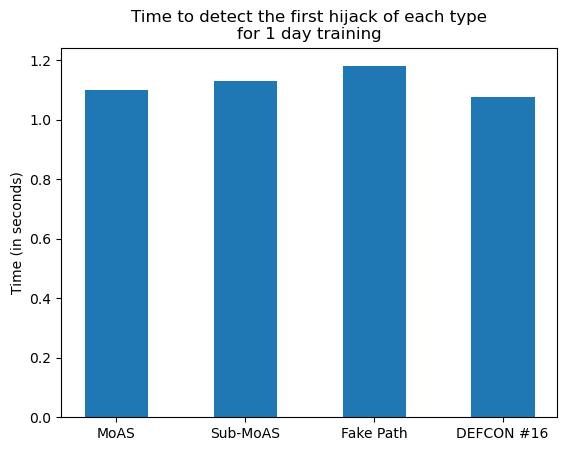 Time to detect the first hijack of each type
for 1 day training
Time (in seconds)
1.2
1.0
0.8
0.6
0.4
0.2
0.0
MoAS
Sub-MoAS
Fake Path
DEFCON #16